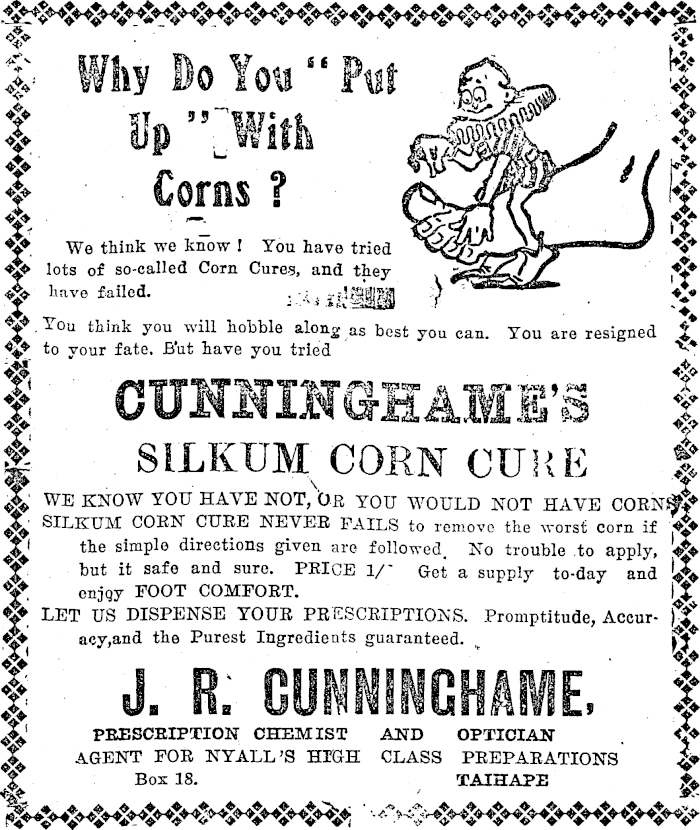 Why Do You " Put
Up " With
Corns ?
We think we know ! You have tried
lots of so-called Corn Cures, and they
have failed.
You think you will hobble along as best you can. You are resigned
to your fate. But have you tried
CUNNINGHAME'S
SILKUM CORN CURE
WE KNOW YOU HAVE NOT, OR YOU WOULD NOT HAVE CORNS
SILKUM CORN CURE NEVER FAILS to remove the worst corn if
the simple directions given are followed. No trouble to apply,
but it safe and sure. PRICE 1/- Get a supply to-day and
enjoy FOOT COMFORT.
LET US DISPENSE YOUR PRESCRIPTIONS. Promptitude, Accur-
acy,and the Purest Ingredients guaranteed.
J. R. CUNNINGHAME,
PRESCRIPTION CHEMIST AND OPTICIAN
AGENT FOR NYALL'S HIGH CLASS PREPARATIONS
Box 18. TAIHAPE